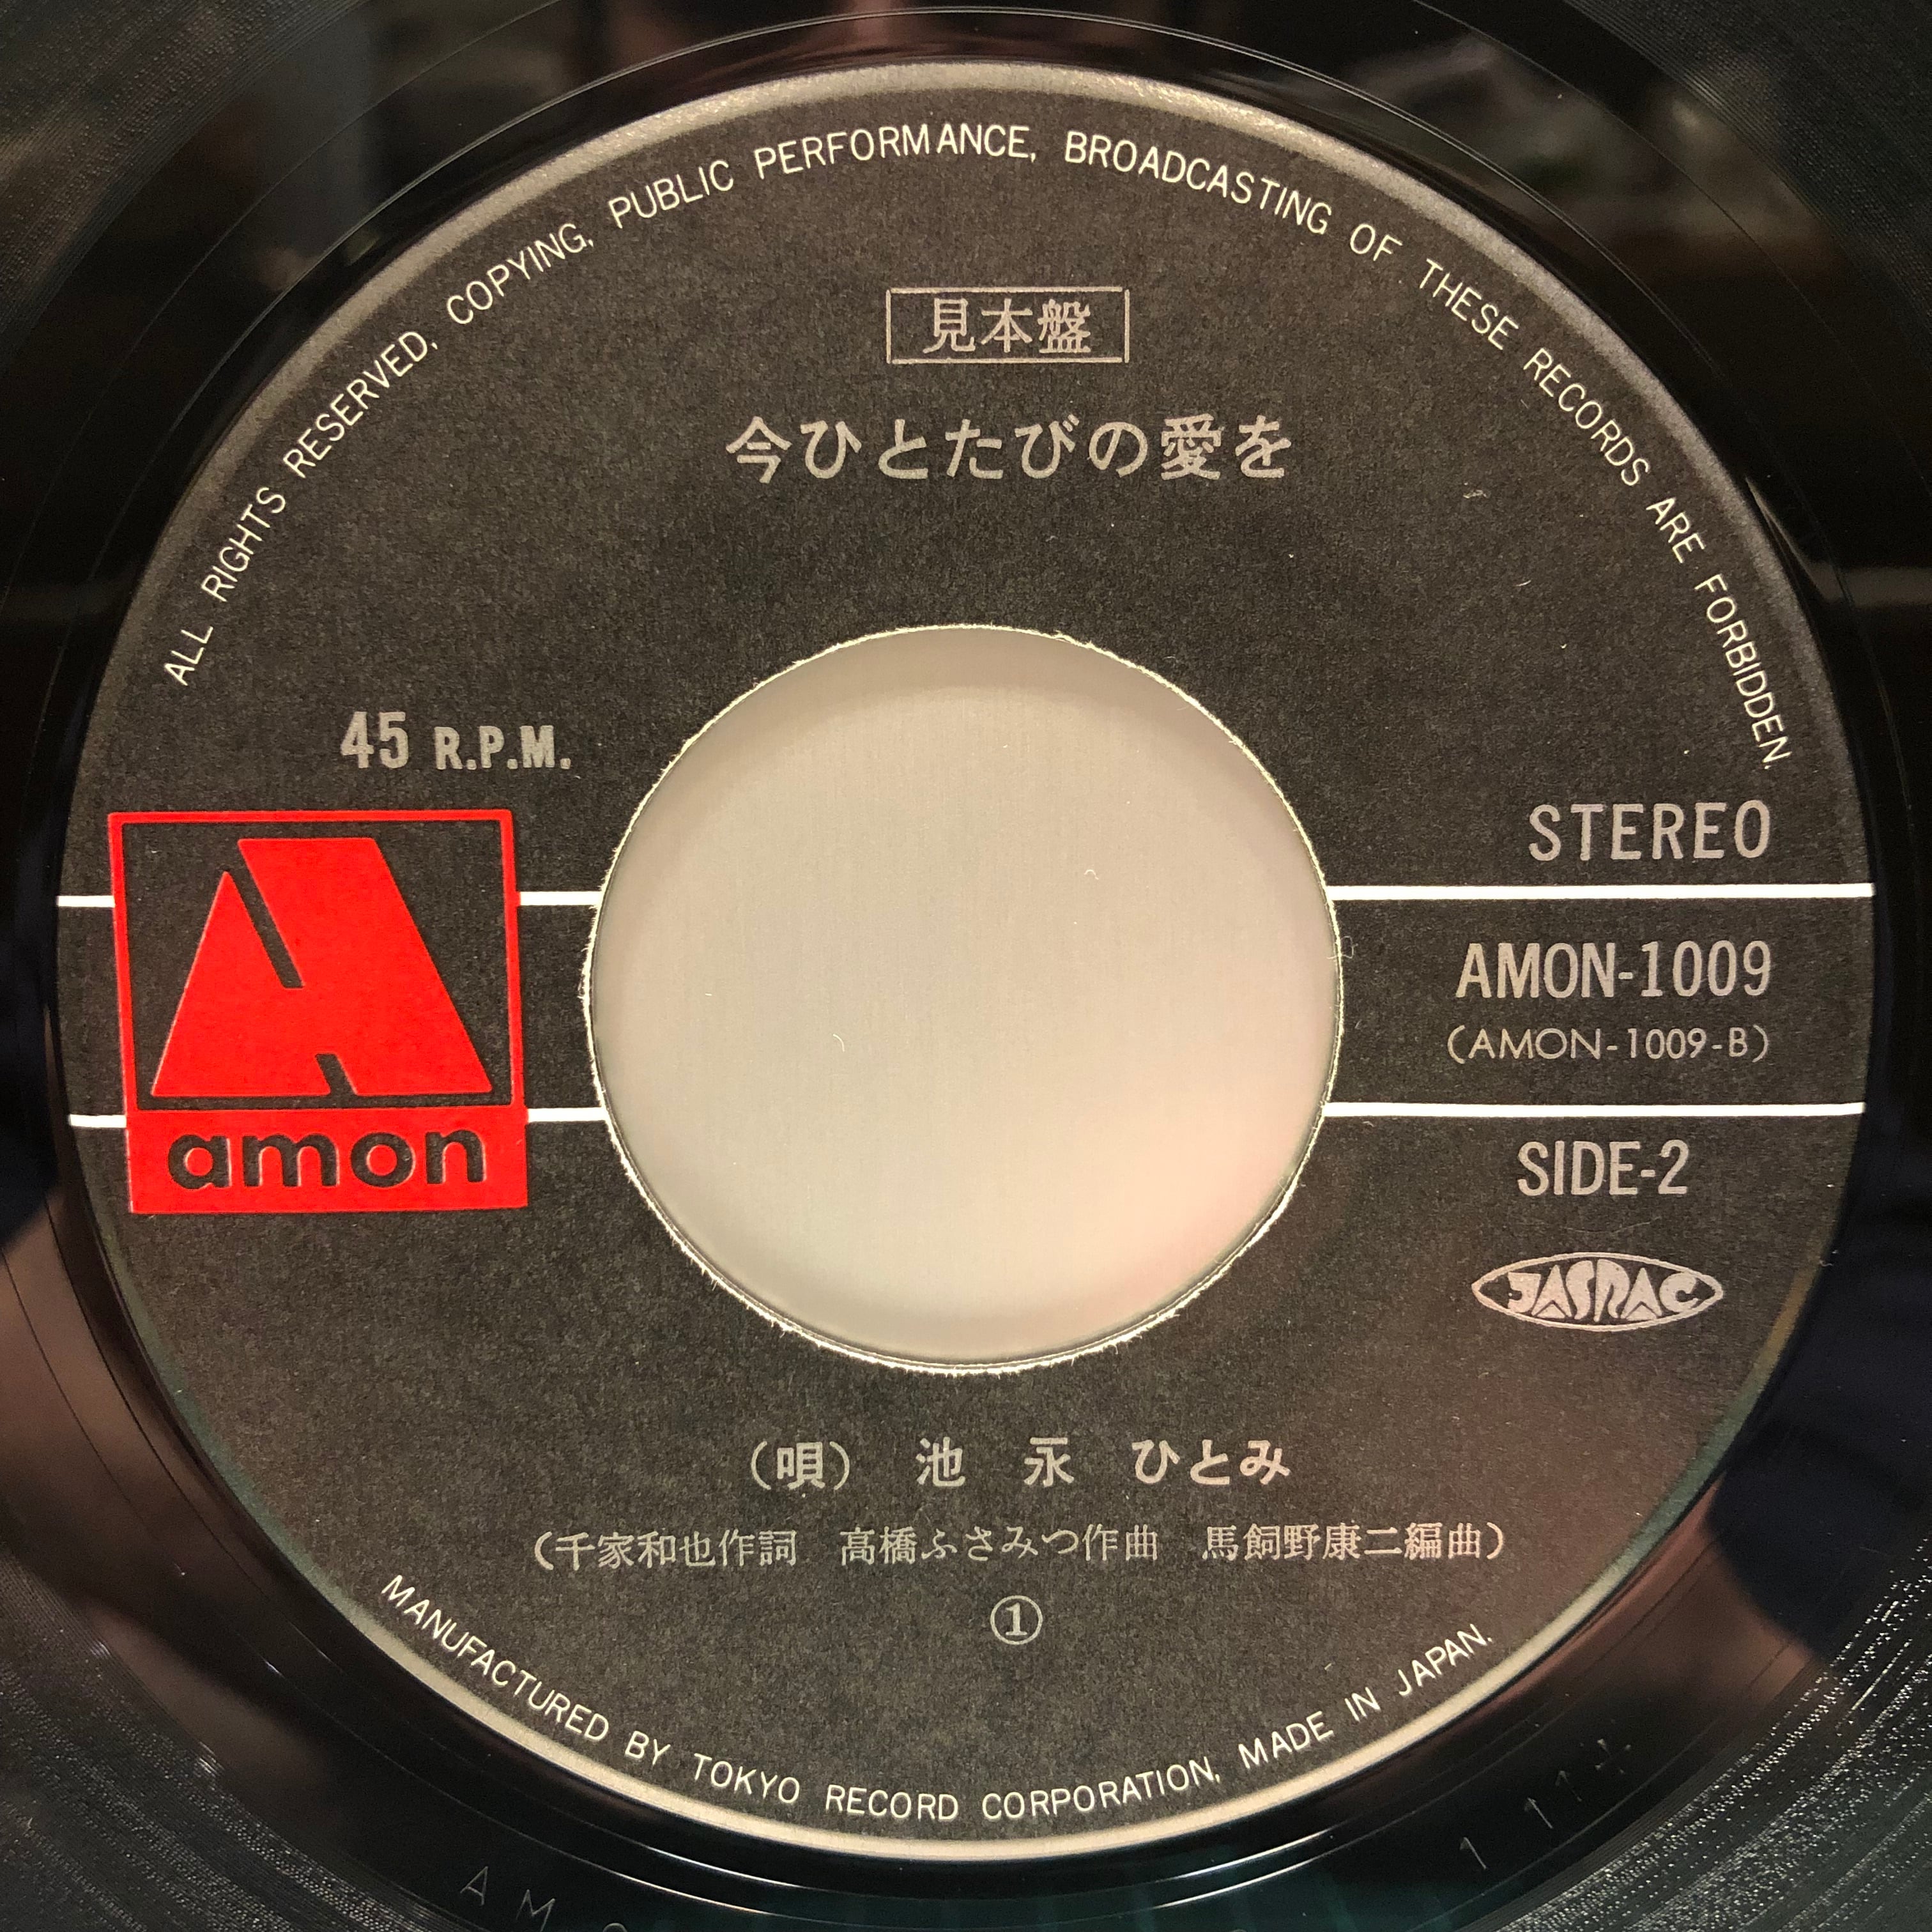 ALL RIGHTS RESERVED, COPYING, PUBLIC PERFORMANCE, BROADCASTING OF THESE RECORDS ARE FORBIDDEN.
見本盤
今ひとたびの愛を
45 R.P.M.
STEREO
AMON-1009
(AMON-1009-B)
amon
SIDE-2
JASRAC
(唄) 池 永 ひとみ
(千家和也作詞 高橋ふさみつ作曲 馬飼野康二編曲)
①
MANUFACTURED BY TOKYO RECORD CORPORATION, MADE IN JAPAN.